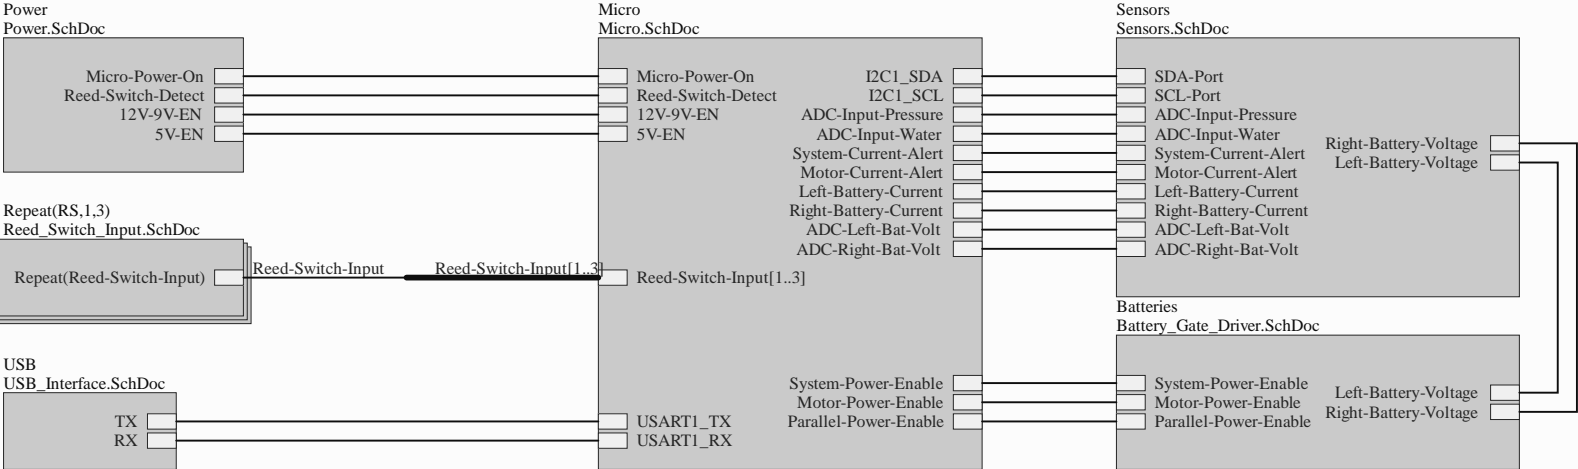 Power
Power.SchDoc
Micro-Power-On
Reed-Switch-Detect
12V-9V-EN
5V-EN
Repeat(RS,1,3)
Reed_Switch_Input.SchDoc
Repeat(Reed-Switch-Input)
Reed-Switch-Input
Reed-Switch-Input[1..3]
USB
USB_Interface.SchDoc
TX
RX
Micro
Micro.SchDoc
Micro-Power-On
Reed-Switch-Detect
12V-9V-EN
5V-EN
Reed-Switch-Input[1..3]
USART1_TX
USART1_RX
I2C1_SDA
I2C1_SCL
ADC-Input-Pressure
ADC-Input-Water
System-Current-Alert
Motor-Current-Alert
Left-Battery-Current
Right-Battery-Current
ADC-Left-Bat-Volt
ADC-Right-Bat-Volt
System-Power-Enable
Motor-Power-Enable
Parallel-Power-Enable
Sensors
Sensors.SchDoc
SDA-Port
SCL-Port
ADC-Input-Pressure
ADC-Input-Water
System-Current-Alert
Motor-Current-Alert
Left-Battery-Current
Right-Battery-Current
ADC-Left-Bat-Volt
ADC-Right-Bat-Volt
Right-Battery-Voltage
Left-Battery-Voltage
Batteries
Battery_Gate_Driver.SchDoc
System-Power-Enable
Motor-Power-Enable
Parallel-Power-Enable
Left-Battery-Voltage
Right-Battery-Voltage